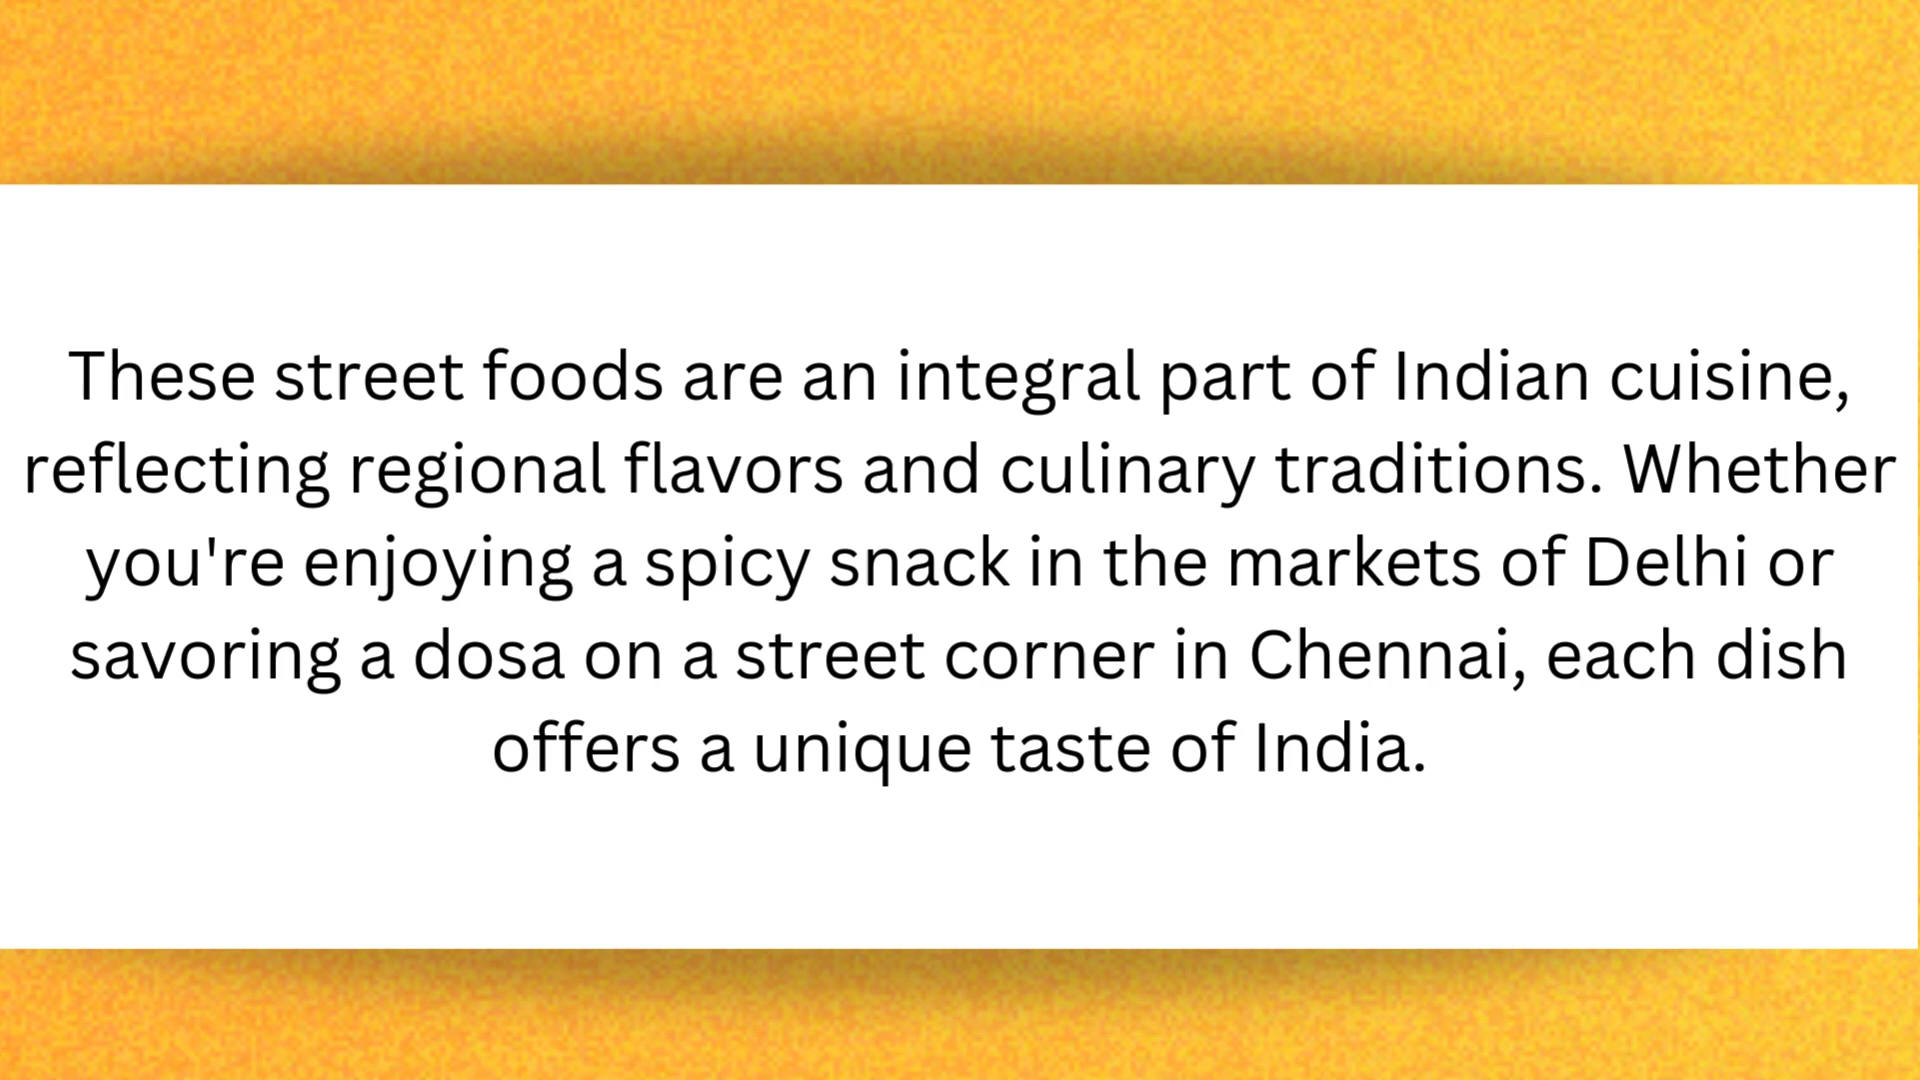 These street foods are an integral part of Indian cuisine,
reflecting regional flavors and culinary traditions. Whether
you're enjoying a spicy snack in the markets of Delhi or
savoring a dosa on a street corner in Chennai, each dish
offers a unique taste of India.